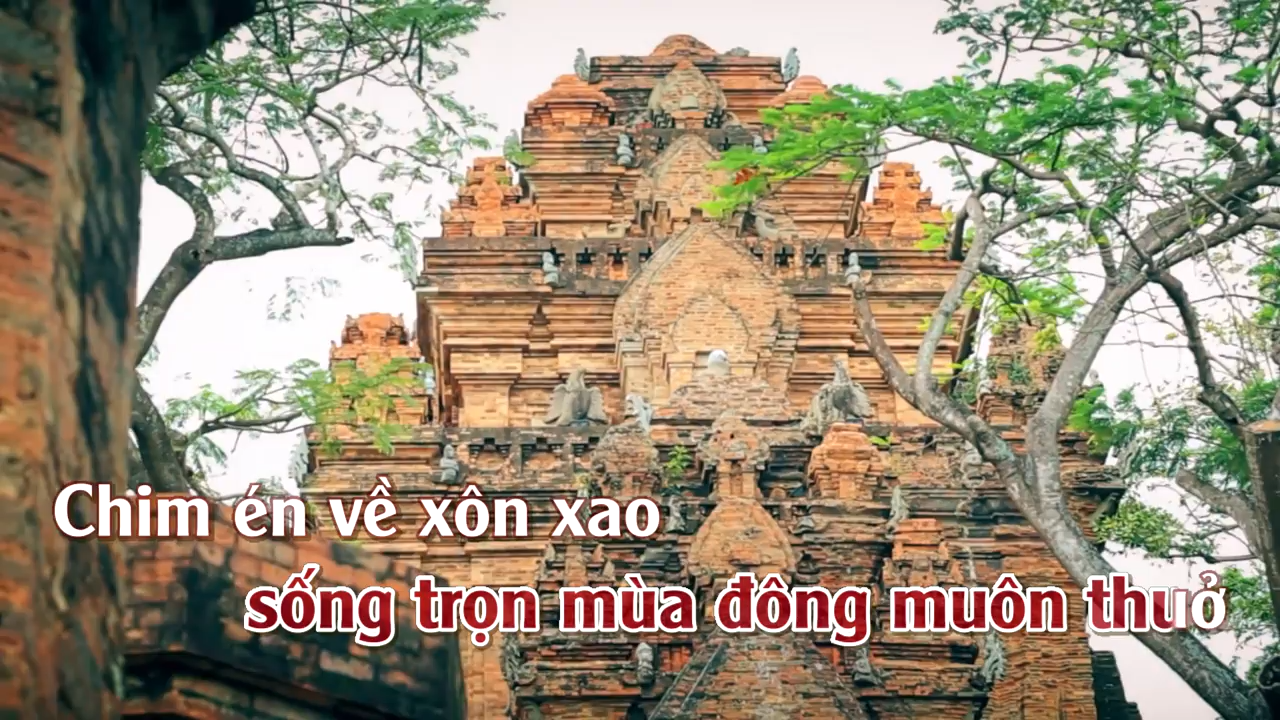 Chim én về xôn xao
sống trọn mùa đông muôn thuở